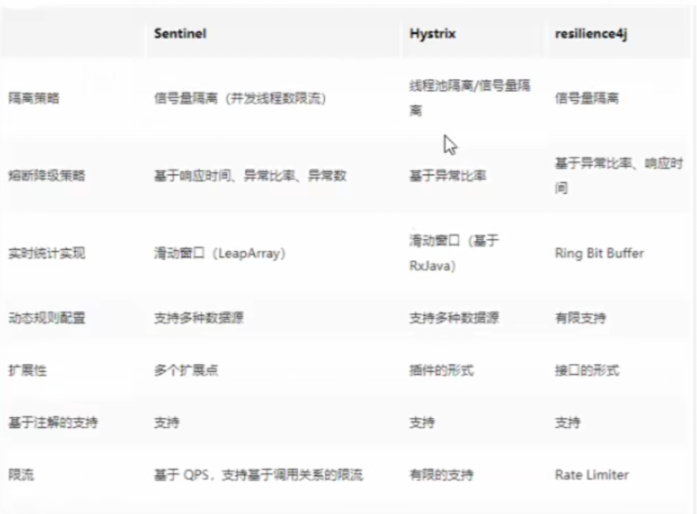 Sentinel Hystrix resilience4j
隔离策略 信号量隔离（并发线程数限流） 线程池隔离/信号量隔 信号量隔离
离
熔断降级策略 基于响应时间、异常比率、异常数 基于异常比率 基于异常比率、响应时
间
实时统计实现 滑动窗口（LeapArray） 滑动窗口（基于 Ring Bit Buffer
RxJava）
动态规则配置 支持多种数据源 支持多种数据源 有限支持
扩展性 多个扩展点 插件的形式 接口的形式
基于注解的支持 支持 支持 支持
限流 基于 QPS，支持基于调用关系的限流 有限的支持 Rate Limiter